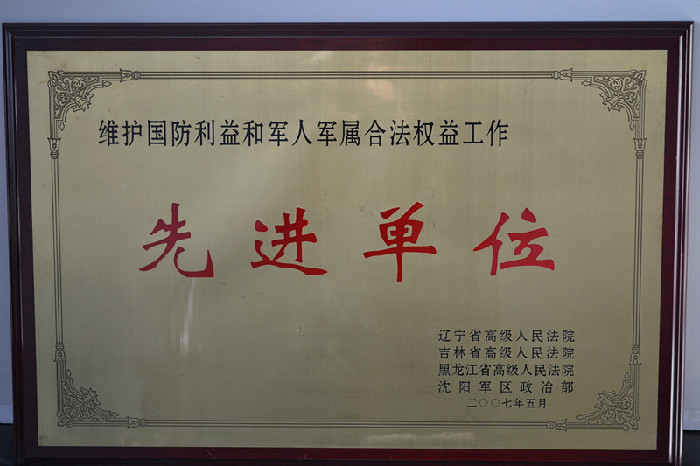 维护国防利益和军人军属合法权益工作
先进单位
辽宁省高级人民法院
吉林省高级人民法院
黑龙江省高级人民法院
沈阳军区政治部
二〇〇七年五月